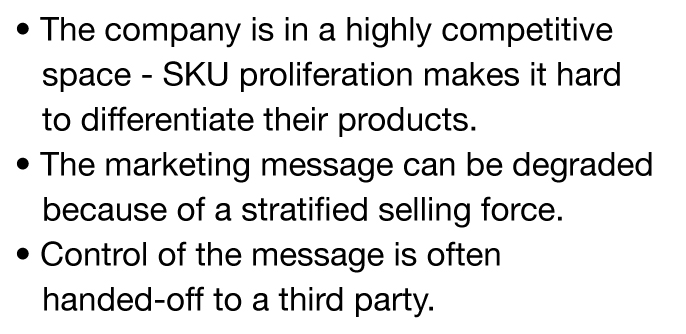 • The company is in a highly competitive
space - SKU proliferation makes it hard
to differentiate their products.
• The marketing message can be degraded
because of a stratified selling force.
• Control of the message is often
handed-off to a third party.